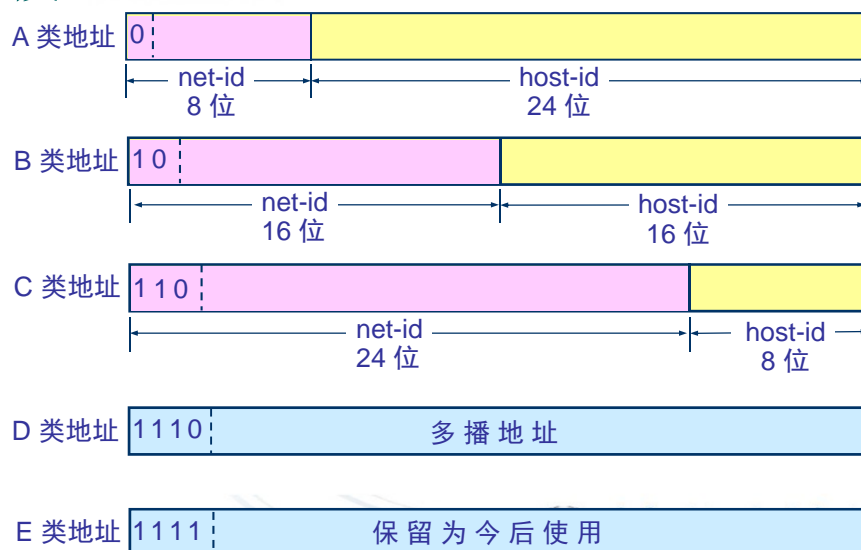 A 类地址 0
net-id host-id
8 位 24 位
B 类地址 1 0
net-id host-id
16 位 16 位
C 类地址 1 1 0
net-id host-id
24 位 8 位
D 类地址 1 1 1 0 多 播 地 址
E 类地址 1 1 1 1 保 留 为 今 后 使 用